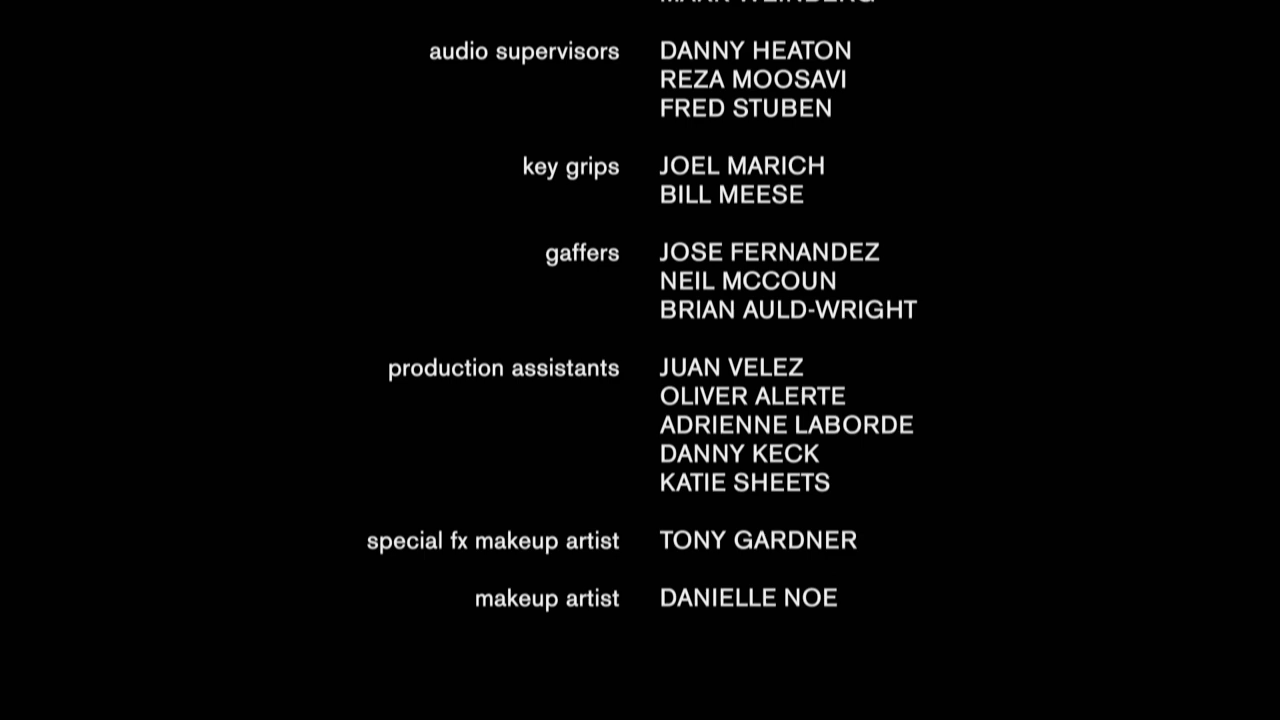 audio supervisors DANNY HEATON
REZA MOOSAVI
FRED STUBEN
key grips JOEL MARICH
BILL MEESE
gaffers JOSE FERNANDEZ
NEIL MCCOUN
BRIAN AULD-WRIGHT
production assistants JUAN VELEZ
OLIVER ALERTE
ADRIENNE LABORDE
DANNY KECK
KATIE SHEETS
special fx makeup artist TONY GARDNER
makeup artist DANIELLE NOE